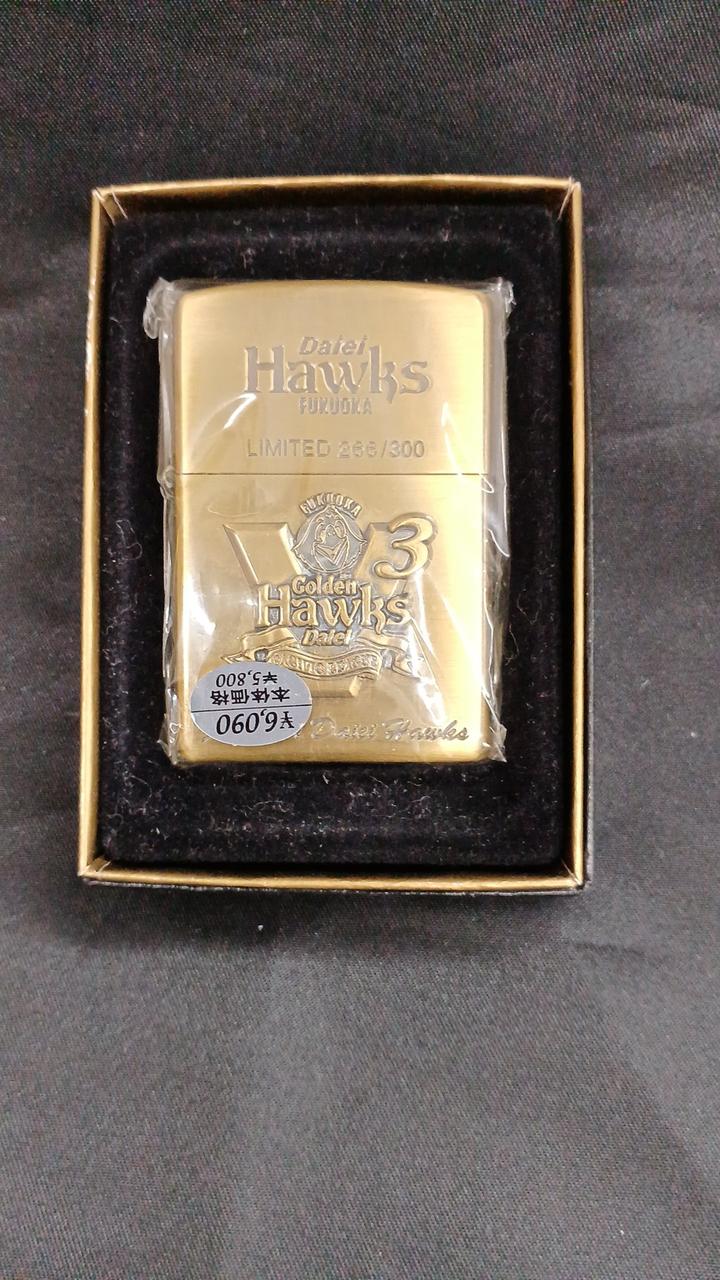 Daiei
Hawks
FUKUOKA
LIMITED 266/300
FUKUOKA
V3
Golden
Hawks
Daiei
¥6,090
本体価格
¥5,800
Daiei Hawks